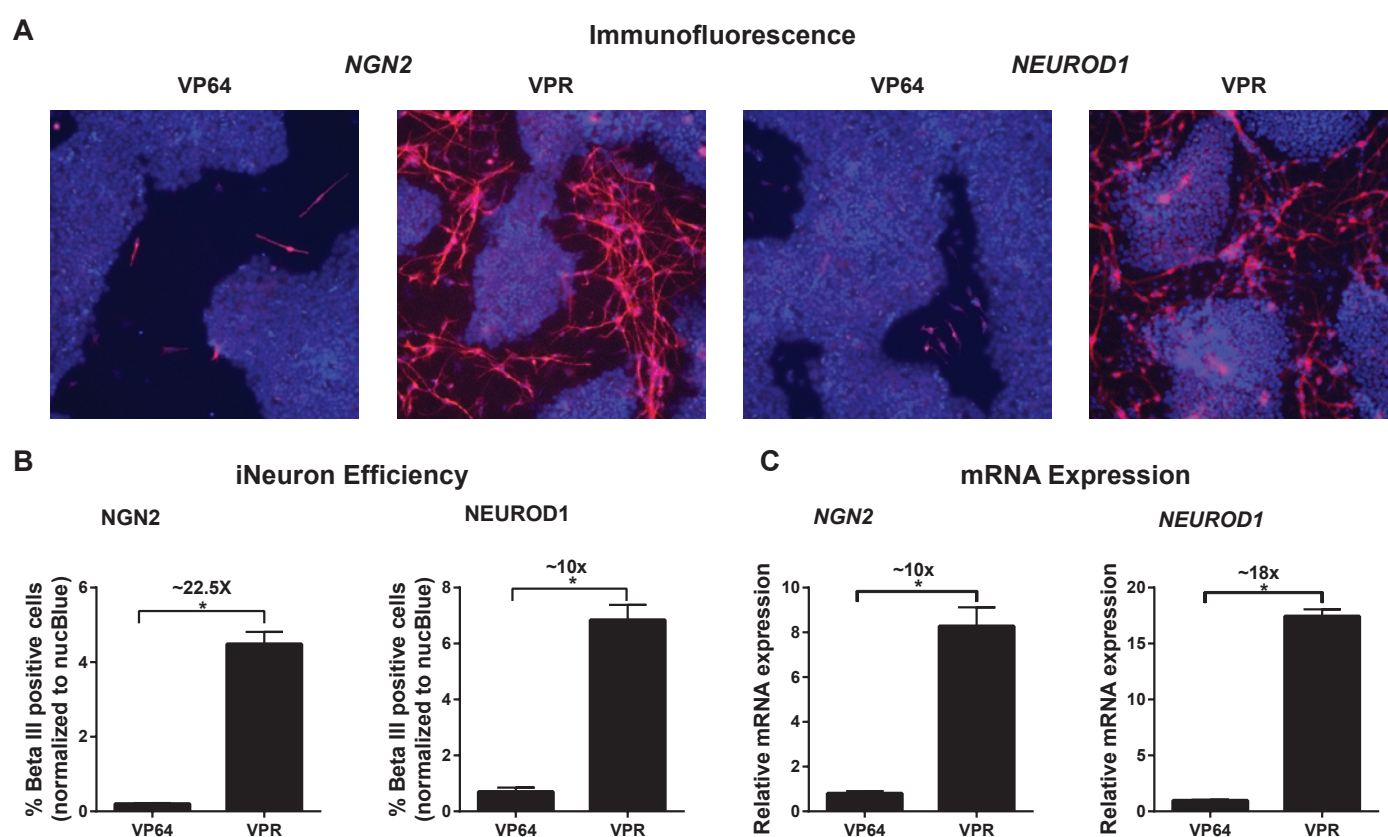 A
Immunofluorescence
NGN2
NEUROD1
VP64
VPR
VP64
VPR
B
iNeuron Efficiency
NGN2
NEUROD1
% Beta III positive cells
(normalized to nucBlue)
6
4
2
0
~22.5X
*
VP64
VPR
% Beta III positive cells
(normalized to nucBlue)
8
6
4
2
0
~10x
*
VP64
VPR
C
mRNA Expression
NGN2
NEUROD1
Relative mRNA expression
10
8
6
4
2
0
~10x
*
VP64
VPR
Relative mRNA expression
20
15
10
5
0
~18x
*
VP64
VPR